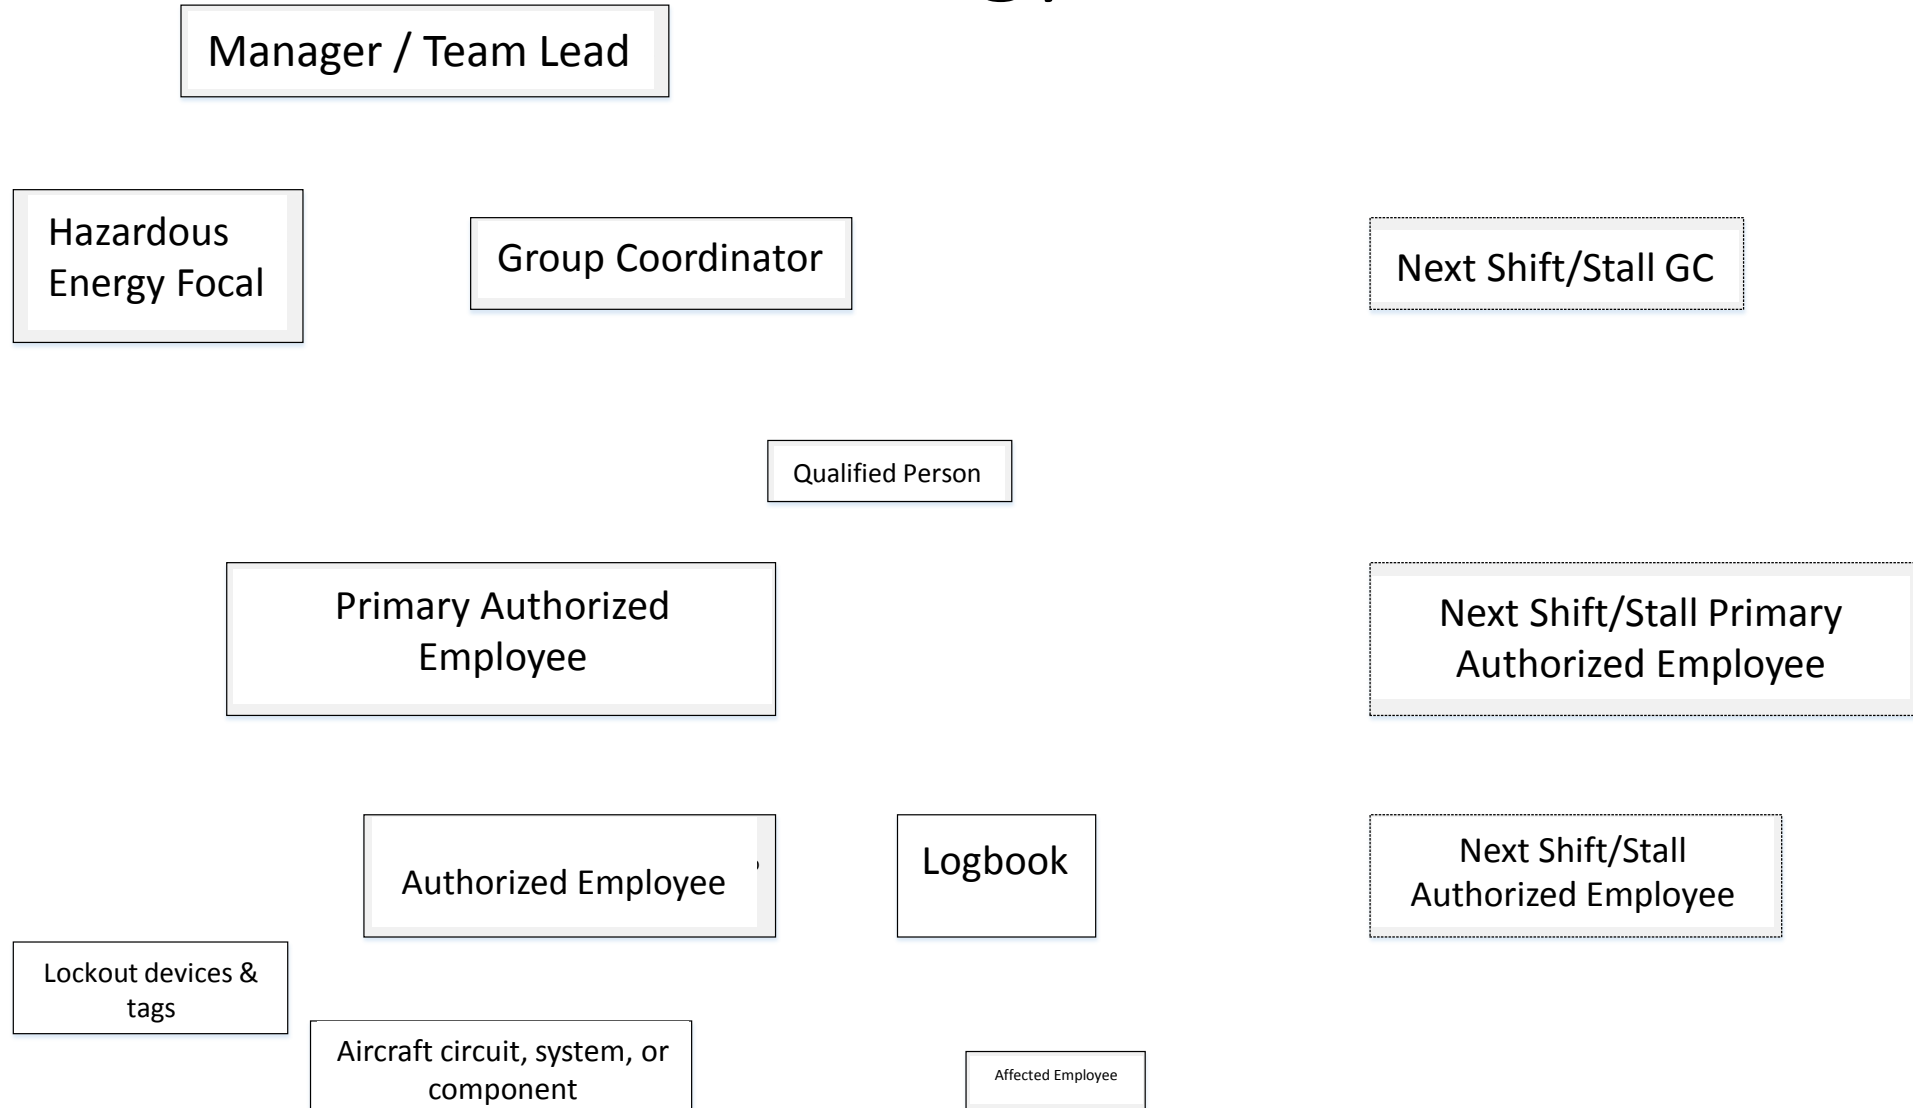 Manager / Team Lead
Hazardous
Energy Focal
Group Coordinator
Next Shift/Stall GC
Qualified Person
Primary Authorized
Employee
Next Shift/Stall Primary
Authorized Employee
Authorized Employee
Logbook
Next Shift/Stall
Authorized Employee
Lockout devices &
tags
Aircraft circuit, system, or
component
Affected Employee